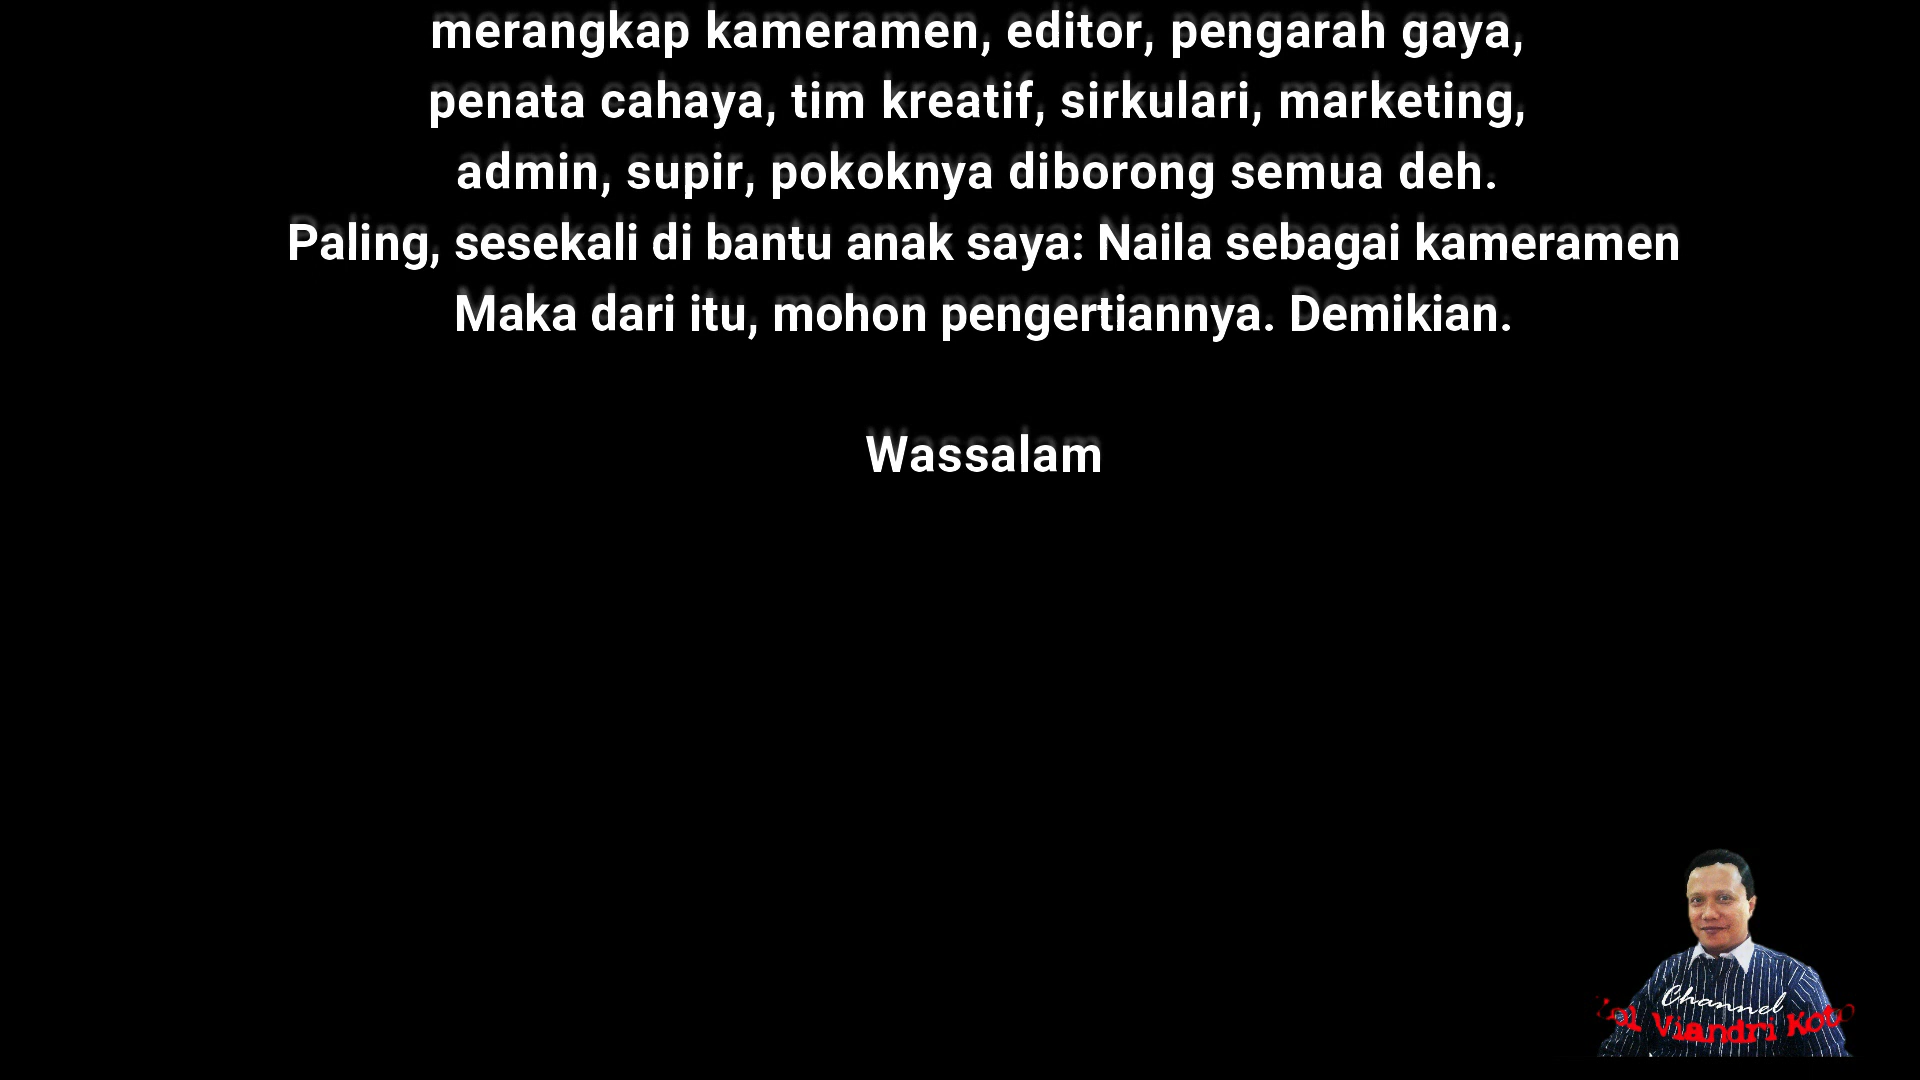 merangkap kameramen, editor, pengarah gaya,
penata cahaya, tim kreatif, sirkulari, marketing,
admin, supir, pokoknya diborong semua deh.
Paling, sesekali di bantu anak saya: Naila sebagai kameramen
Maka dari itu, mohon pengertiannya. Demikian.
Wassalam
Channel
Viandri Koto